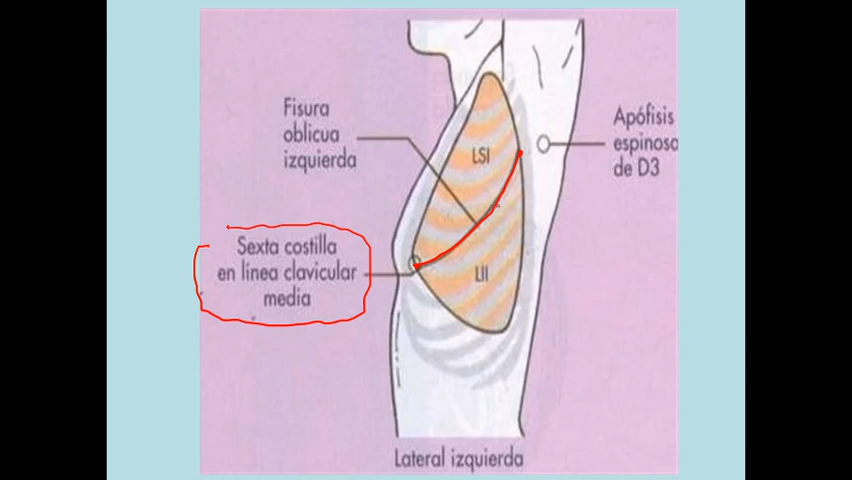 Fisura
oblicua
izquierda
LSI
Apófisis
espinosa
de D3
Sexta costilla
en línea clavicular
media
LII
Lateral izquierda